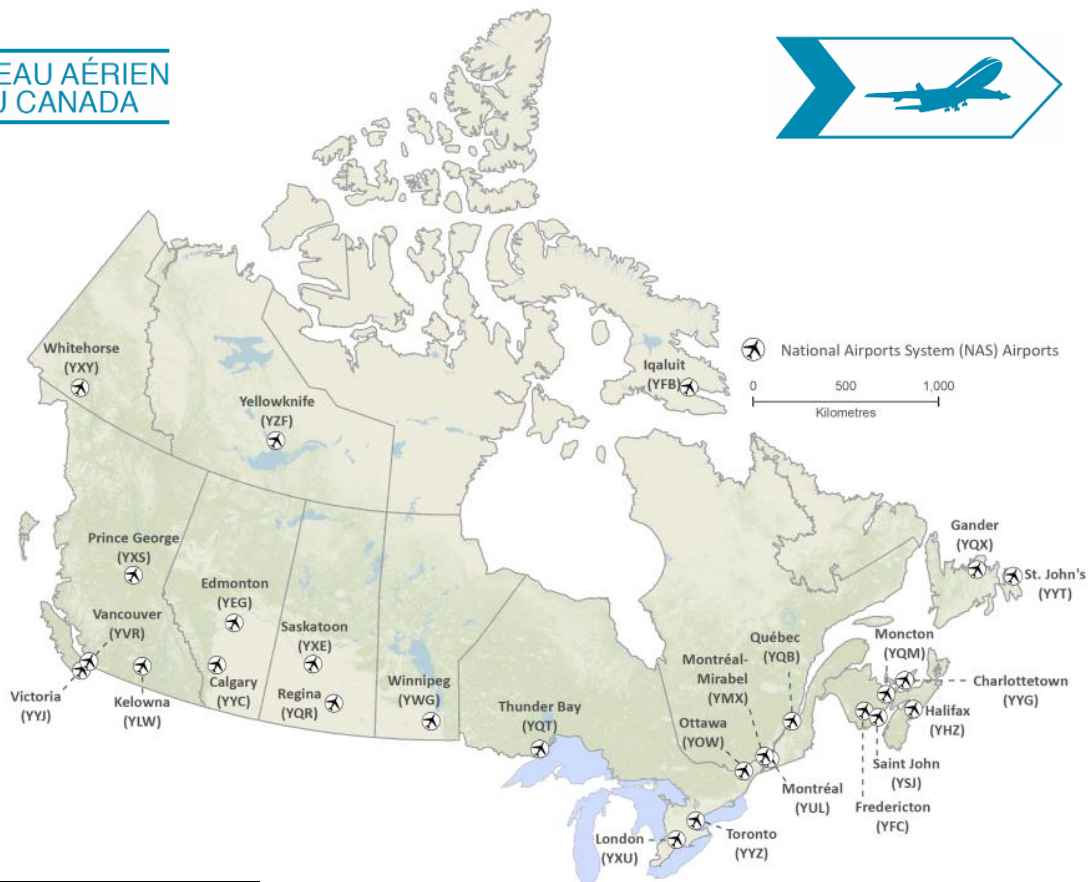 EAU AÉRIEN
U CANADA
National Airports System (NAS) Airports
0 500 1,000
Kilometres
Whitehorse
(YXY)
Yellowknife
(YZF)
Iqaluit
(YFB)
Prince George
(YXS)
Edmonton
(YEG)
Vancouver
(YVR)
Saskatoon
(YXE)
Victoria
(YYJ)
Kelowna
(YLW)
Calgary
(YYC)
Regina
(YQR)
Winnipeg
(YWG)
Thunder Bay
(YQT)
Gander
(YQX)
St. John's
(YYT)
Québec
(YQB)
Moncton
(YQM)
Montréal-
Mirabel
(YMX)
Charlottetown
(YYG)
Ottawa
(YOW)
Halifax
(YHZ)
Saint John
(YSJ)
Montréal
(YUL)
Fredericton
(YFC)
London
(YXU)
Toronto
(YYZ)